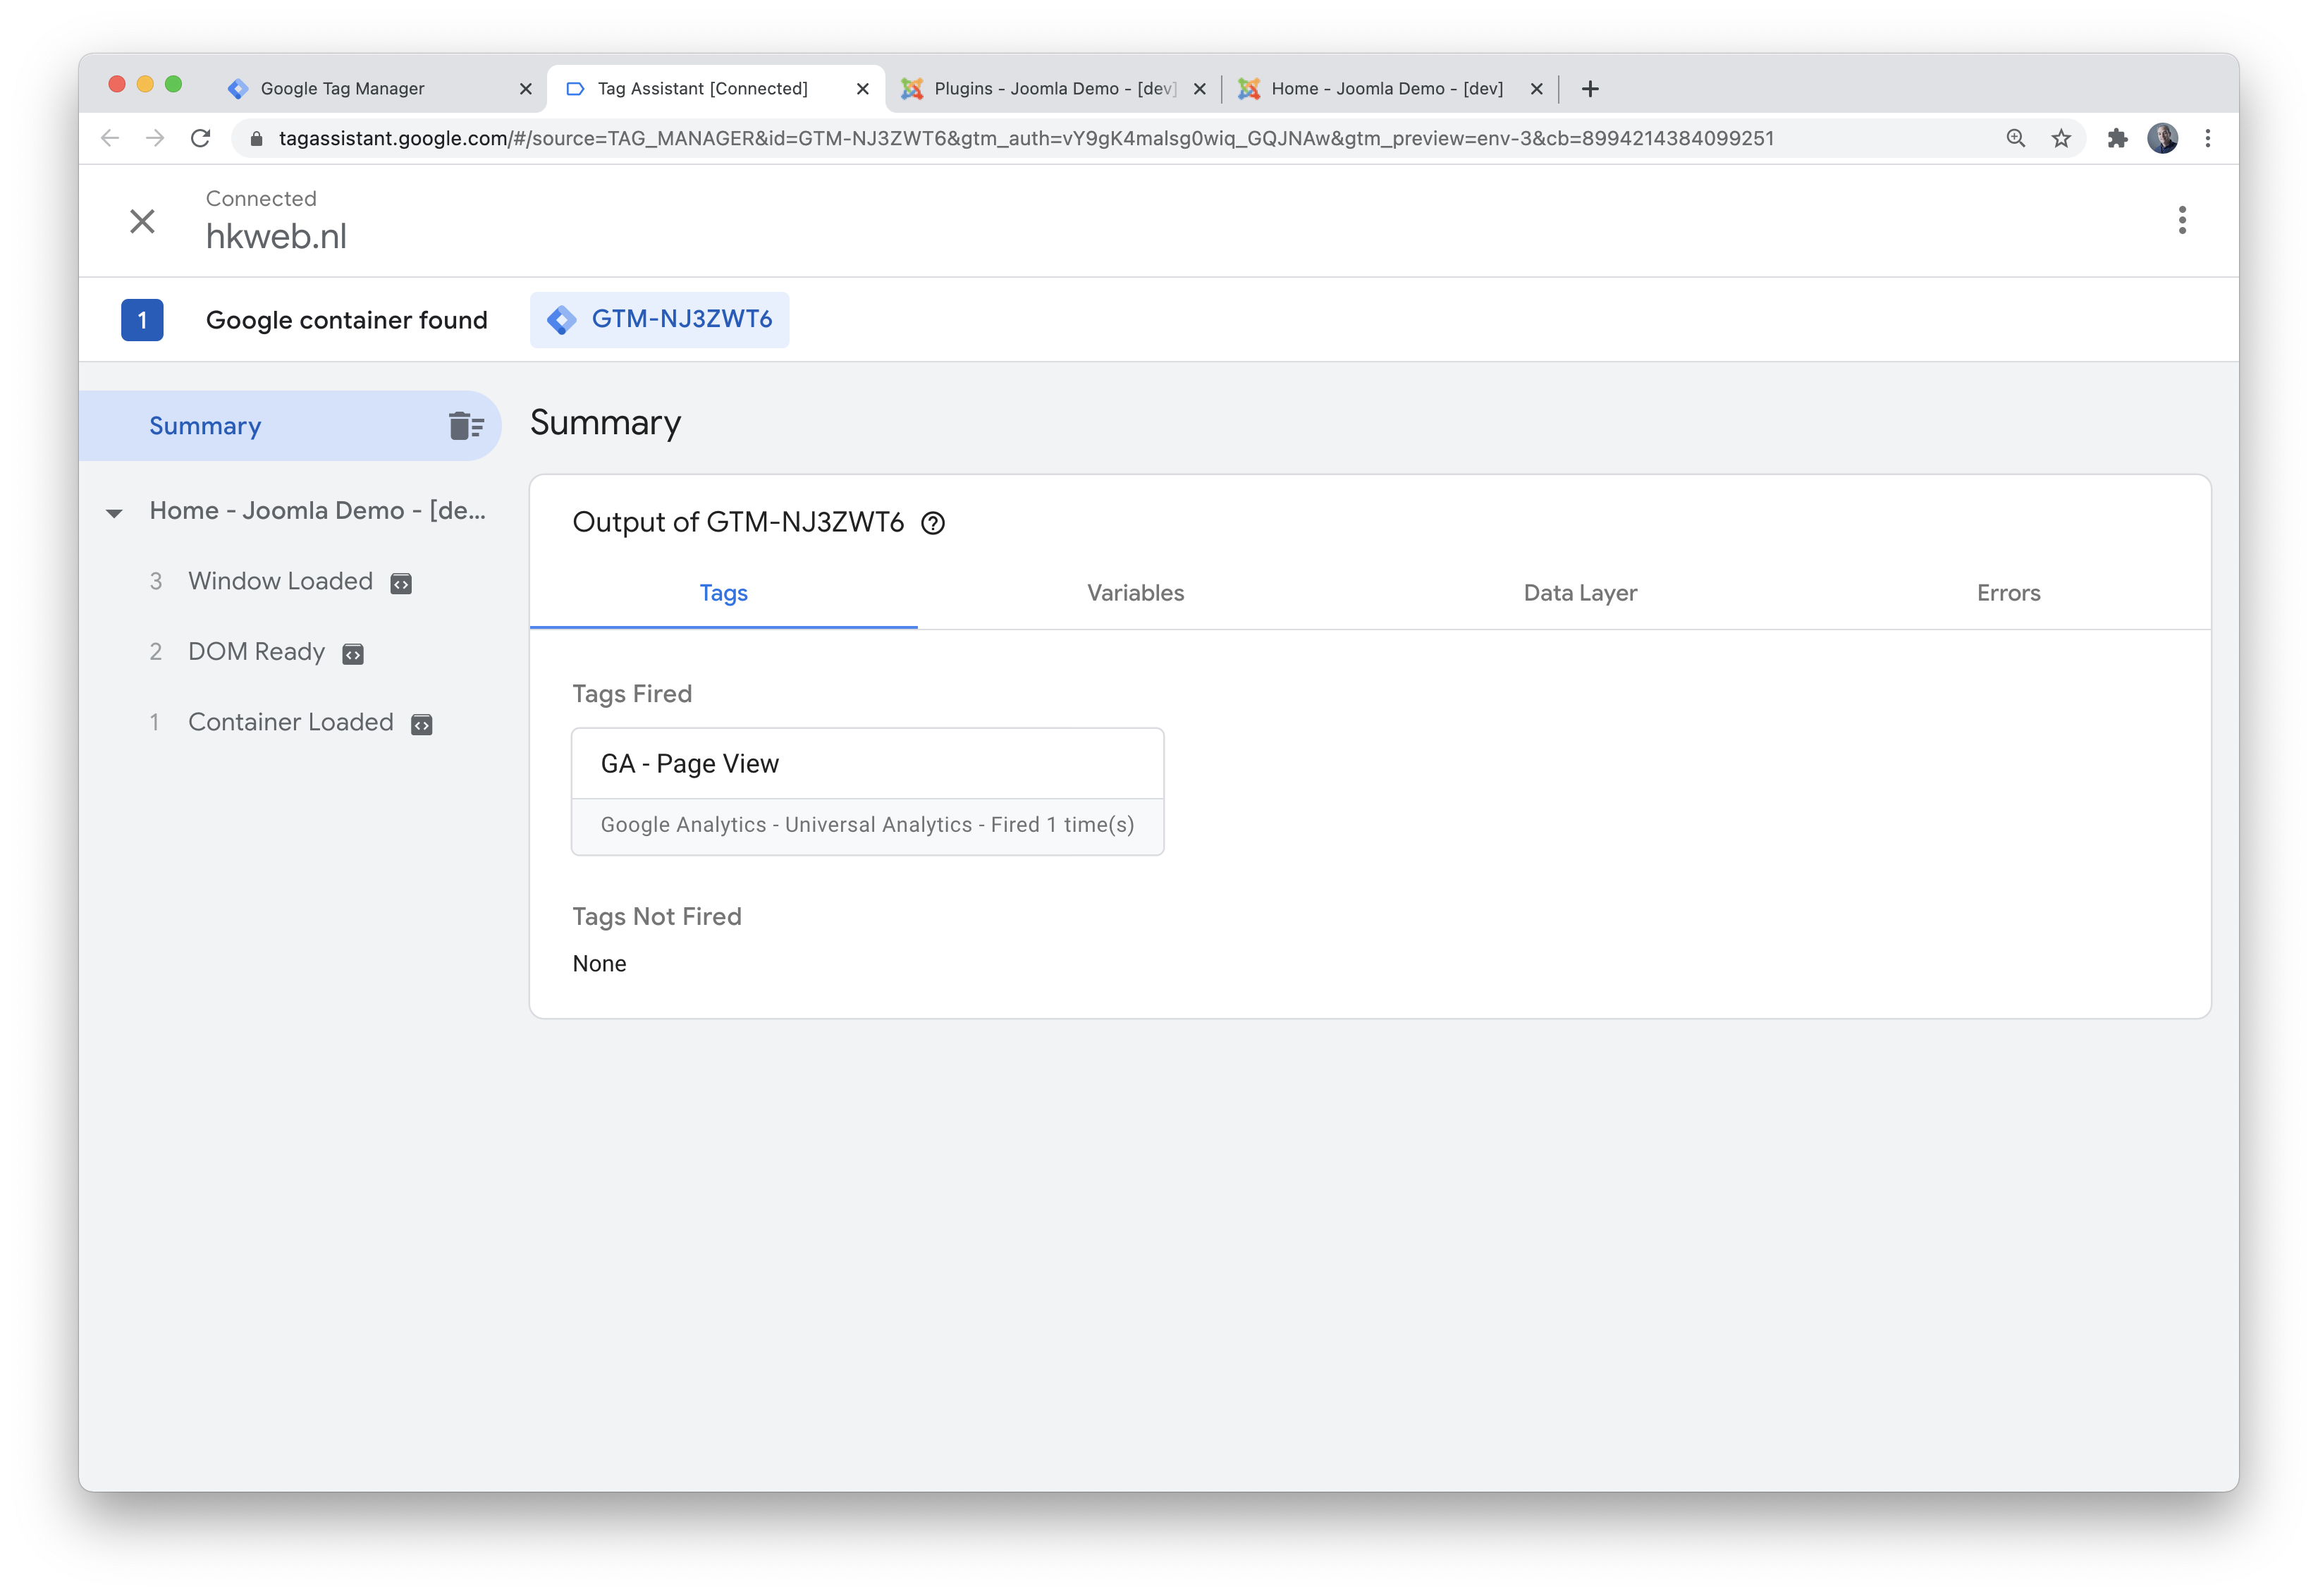 Google Tag Manager
Tag Assistant [Connected]
Plugins - Joomla Demo - [dev]
Home - Joomla Demo - [dev]
tagassistant.google.com/#/source=TAG_MANAGER&id=GTM-NJ3ZWT6&gtm_auth=vY9gK4malsg0wiq_GQJNAw&gtm_preview=env-3&cb=8994214384099251
Connected
hkweb.nl
1
Google container found
GTM-NJ3ZWT6
Summary
Home - Joomla Demo - [de...
3 Window Loaded
2 DOM Ready
1 Container Loaded
Summary
Output of GTM-NJ3ZWT6
Tags
Variables
Data Layer
Errors
Tags Fired
GA - Page View
Google Analytics - Universal Analytics - Fired 1 time(s)
Tags Not Fired
None